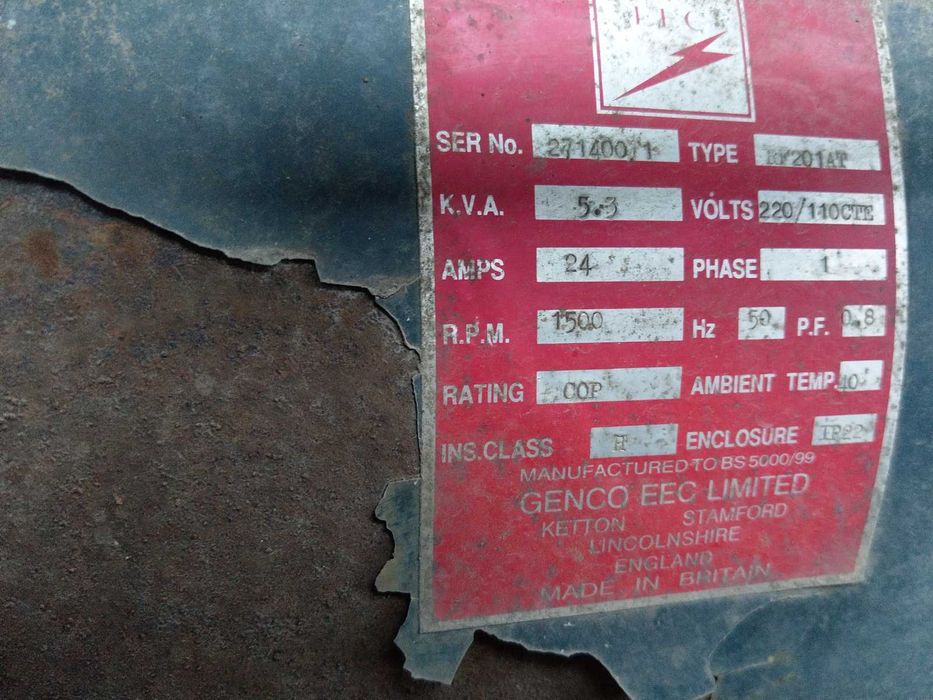 EEC
SER No. 271400/1 TYPE 201AT
K.V.A. 5.3 VOLTS 220/110CTE
AMPS 24 PHASE 1
R.P.M. 1500 Hz 50 P.F. 0.8
RATING COP AMBIENT TEMP. 40
INS.CLASS H ENCLOSURE IP22
MANUFACTURED TO BS 5000/99
GENCO EEC LIMITED
KETTON STAMFORD
LINCOLNSHIRE
ENGLAND
MADE IN BRITAIN